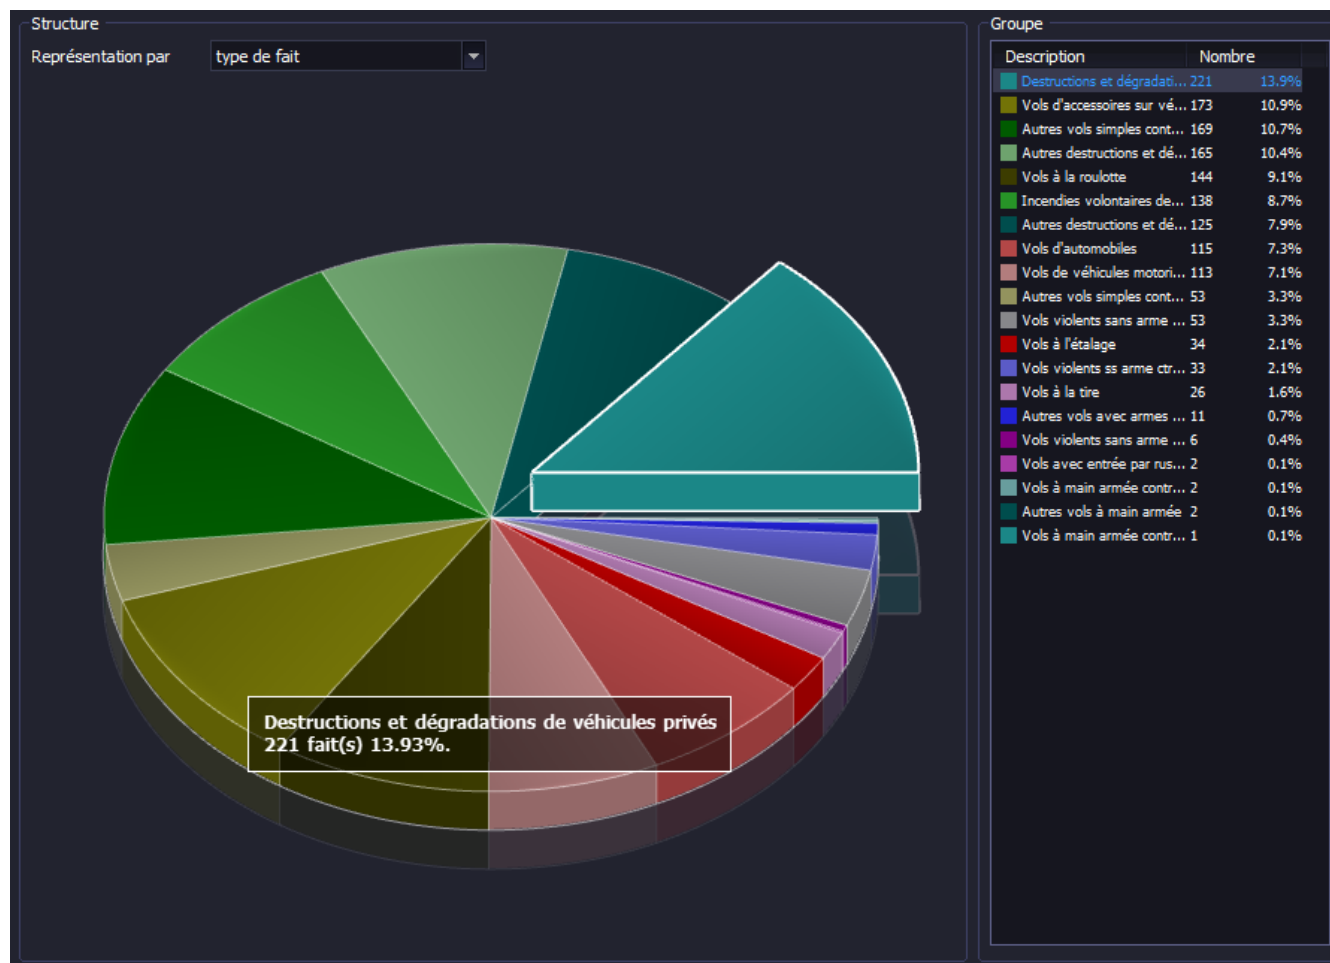 Structure
Représentation par type de fait
Destructions et dégradations de véhicules privés
221 fait(s) 13.93%.
Groupe
Description Nombre
Destructions et dégradati... 221 13.9%
Vols d'accessoires sur vé... 173 10.9%
Autres vols simples cont... 169 10.7%
Autres destructions et dé... 165 10.4%
Vols à la roulotte 144 9.1%
Incendies volontaires de... 138 8.7%
Autres destructions et dé... 125 7.9%
Vols d'automobiles 115 7.3%
Vols de véhicules motori... 113 7.1%
Autres vols simples cont... 53 3.3%
Vols violents sans arme ... 53 3.3%
Vols à l'étalage 34 2.1%
Vols violents ss arme ctr... 33 2.1%
Vols à la tire 26 1.6%
Autres vols avec armes ... 11 0.7%
Vols violents sans arme ... 6 0.4%
Vols avec entrée par rus... 2 0.1%
Vols à main armée contr... 2 0.1%
Autres vols à main armée 2 0.1%
Vols à main armée contr... 1 0.1%